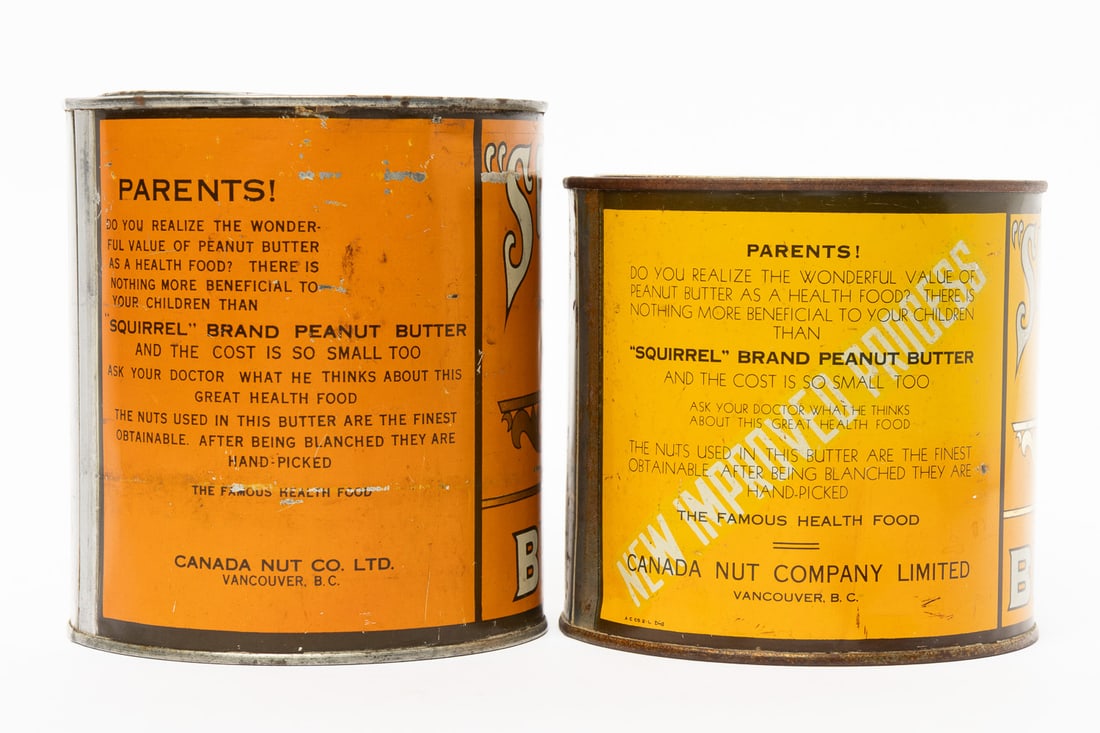 PARENTS!
DO YOU REALIZE THE WONDER-
FUL VALUE OF PEANUT BUTTER
AS A HEALTH FOOD? THERE IS
NOTHING MORE BENEFICIAL TO
YOUR CHILDREN THAN
"SQUIRREL" BRAND PEANUT BUTTER
AND THE COST IS SO SMALL TOO
ASK YOUR DOCTOR WHAT HE THINKS ABOUT THIS
GREAT HEALTH FOOD
THE NUTS USED IN THIS BUTTER ARE THE FINEST
OBTAINABLE. AFTER BEING BLANCHED THEY ARE
HAND-PICKED
THE FAMOUS HEALTH FOOD
CANADA NUT CO. LTD.
VANCOUVER, B.C.
"S
B
PARENTS!
DO YOU REALIZE THE WONDERFUL VALUE OF
PEANUT BUTTER AS A HEALTH FOOD? THERE IS
NOTHING MORE BENEFICIAL TO YOUR CHILDREN
THAN
"SQUIRREL" BRAND PEANUT BUTTER
AND THE COST IS SO SMALL TOO
ASK YOUR DOCTOR WHAT HE THINKS
ABOUT THIS GREAT HEALTH FOOD
THE NUTS USED IN THIS BUTTER ARE THE FINEST
OBTAINABLE. AFTER BEING BLANCHED THEY ARE
HAND-PICKED
THE FAMOUS HEALTH FOOD
CANADA NUT COMPANY LIMITED
VANCOUVER, B.C.
NEW IMPROVED PROCESS
"S
B